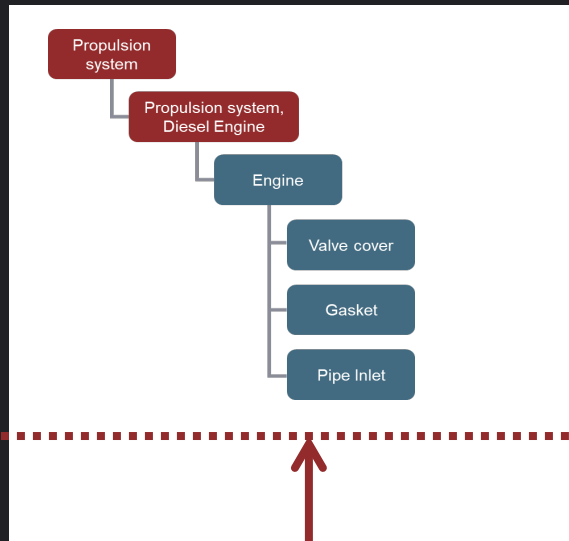 Propulsion
system
Propulsion system,
Diesel Engine
Engine
Valve cover
Gasket
Pipe Inlet